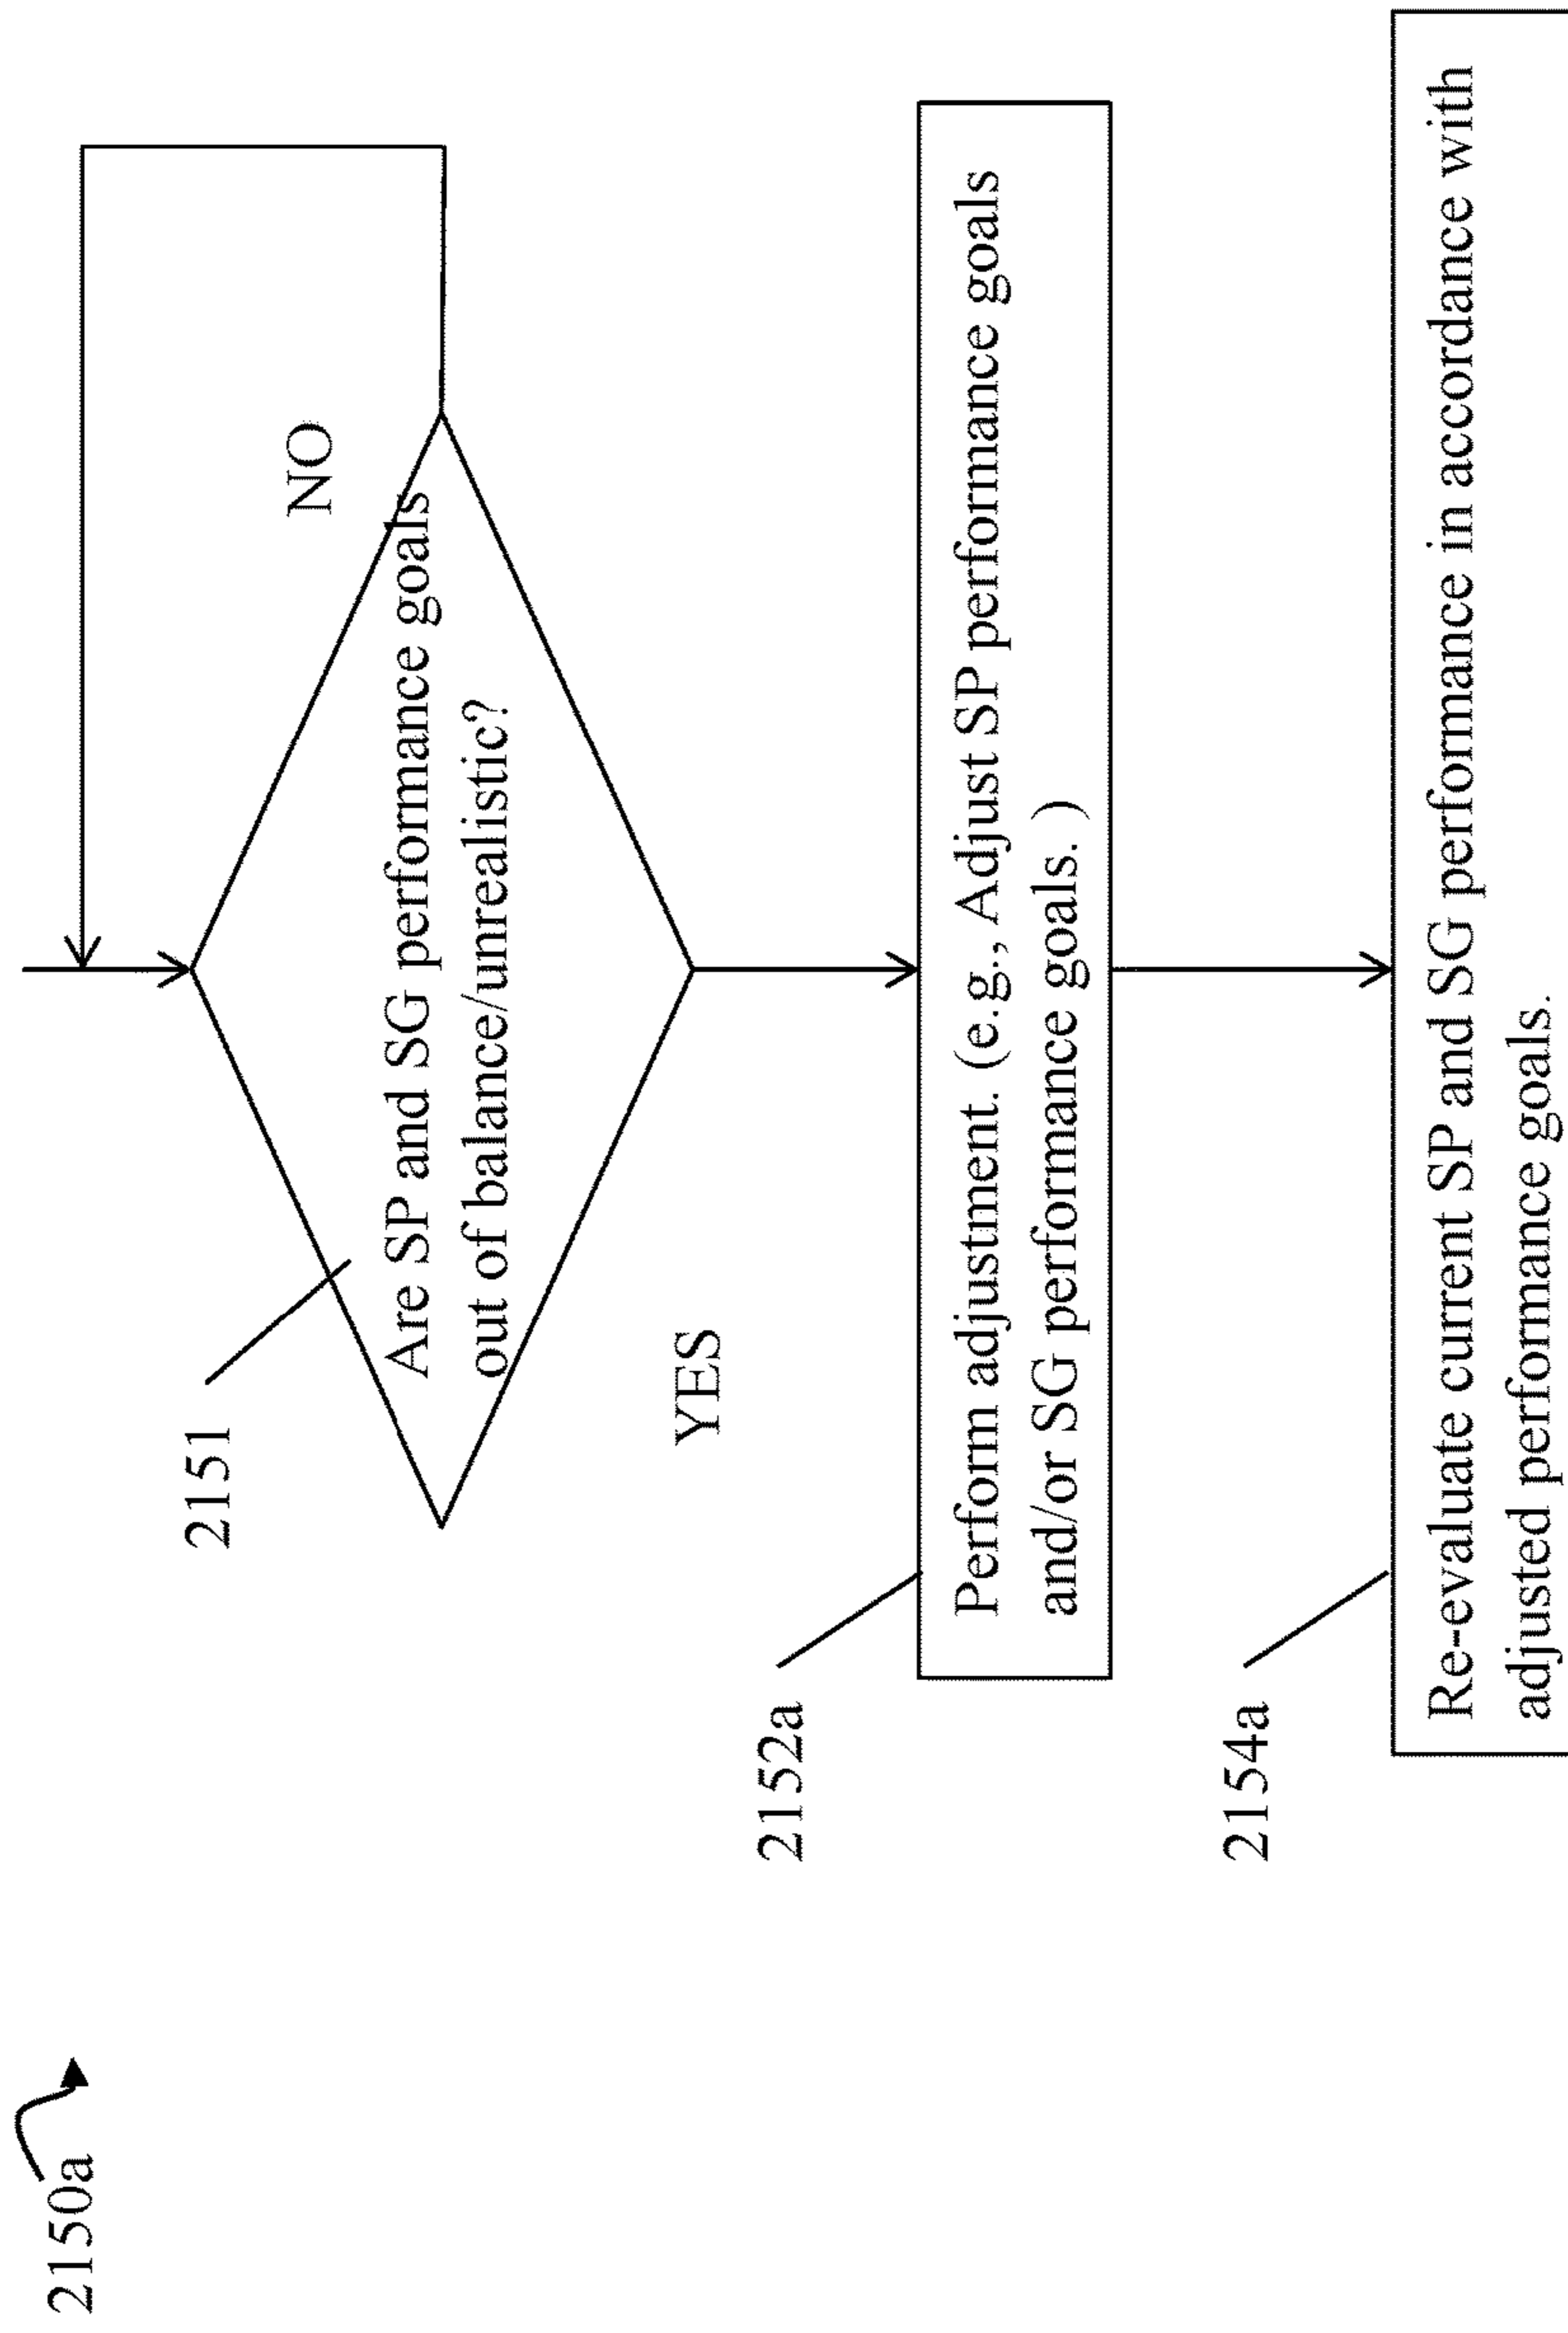 2150a
2151
Are SP and SG performance goals
out of balance/unrealistic?
NO
YES
2152a
Perform adjustment. (e.g., Adjust SP performance goals
and/or SG performance goals. )
2154a
Re-evaluate current SP and SG performance in accordance with
adjusted performance goals.